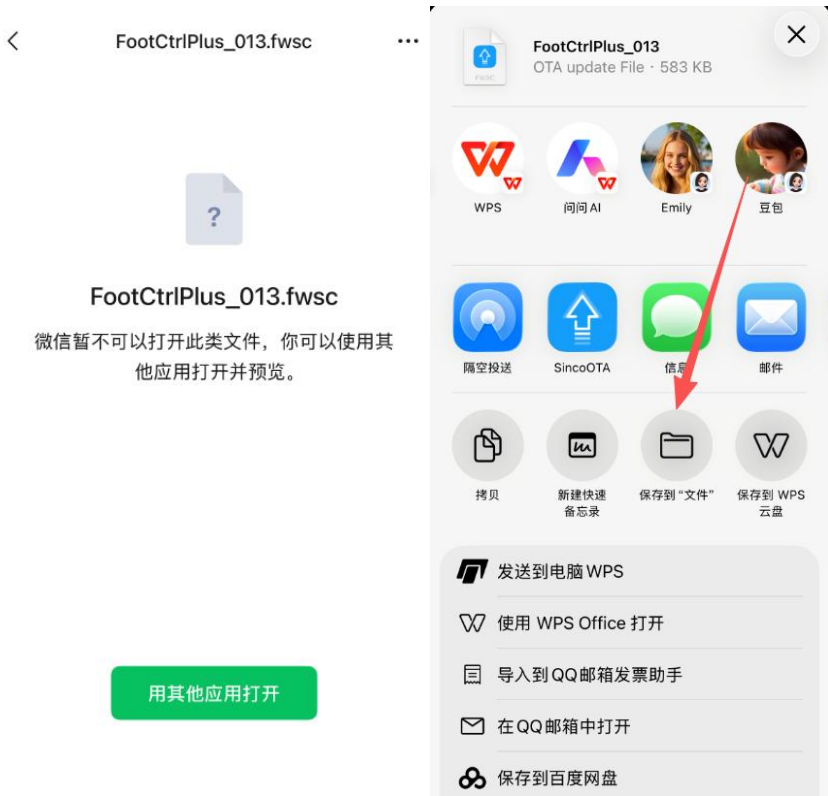 FootCtrlPlus_013.fwsc
?
FootCtrlPlus_013.fwsc
微信暂不可以打开此类文件，你可以使用其
他应用打开并预览。
用其他应用打开
FootCtrlPlus_013
OTA update File · 583 KB
FWSC
WPS
问问 AI
Emily
豆包
隔空投送
SincoOTA
信息
邮件
拷贝
新建快速
备忘录
保存到“文件”
保存到 WPS
云盘
发送到电脑 WPS
使用 WPS Office 打开
导入到 QQ 邮箱发票助手
在 QQ 邮箱中打开
保存到百度网盘